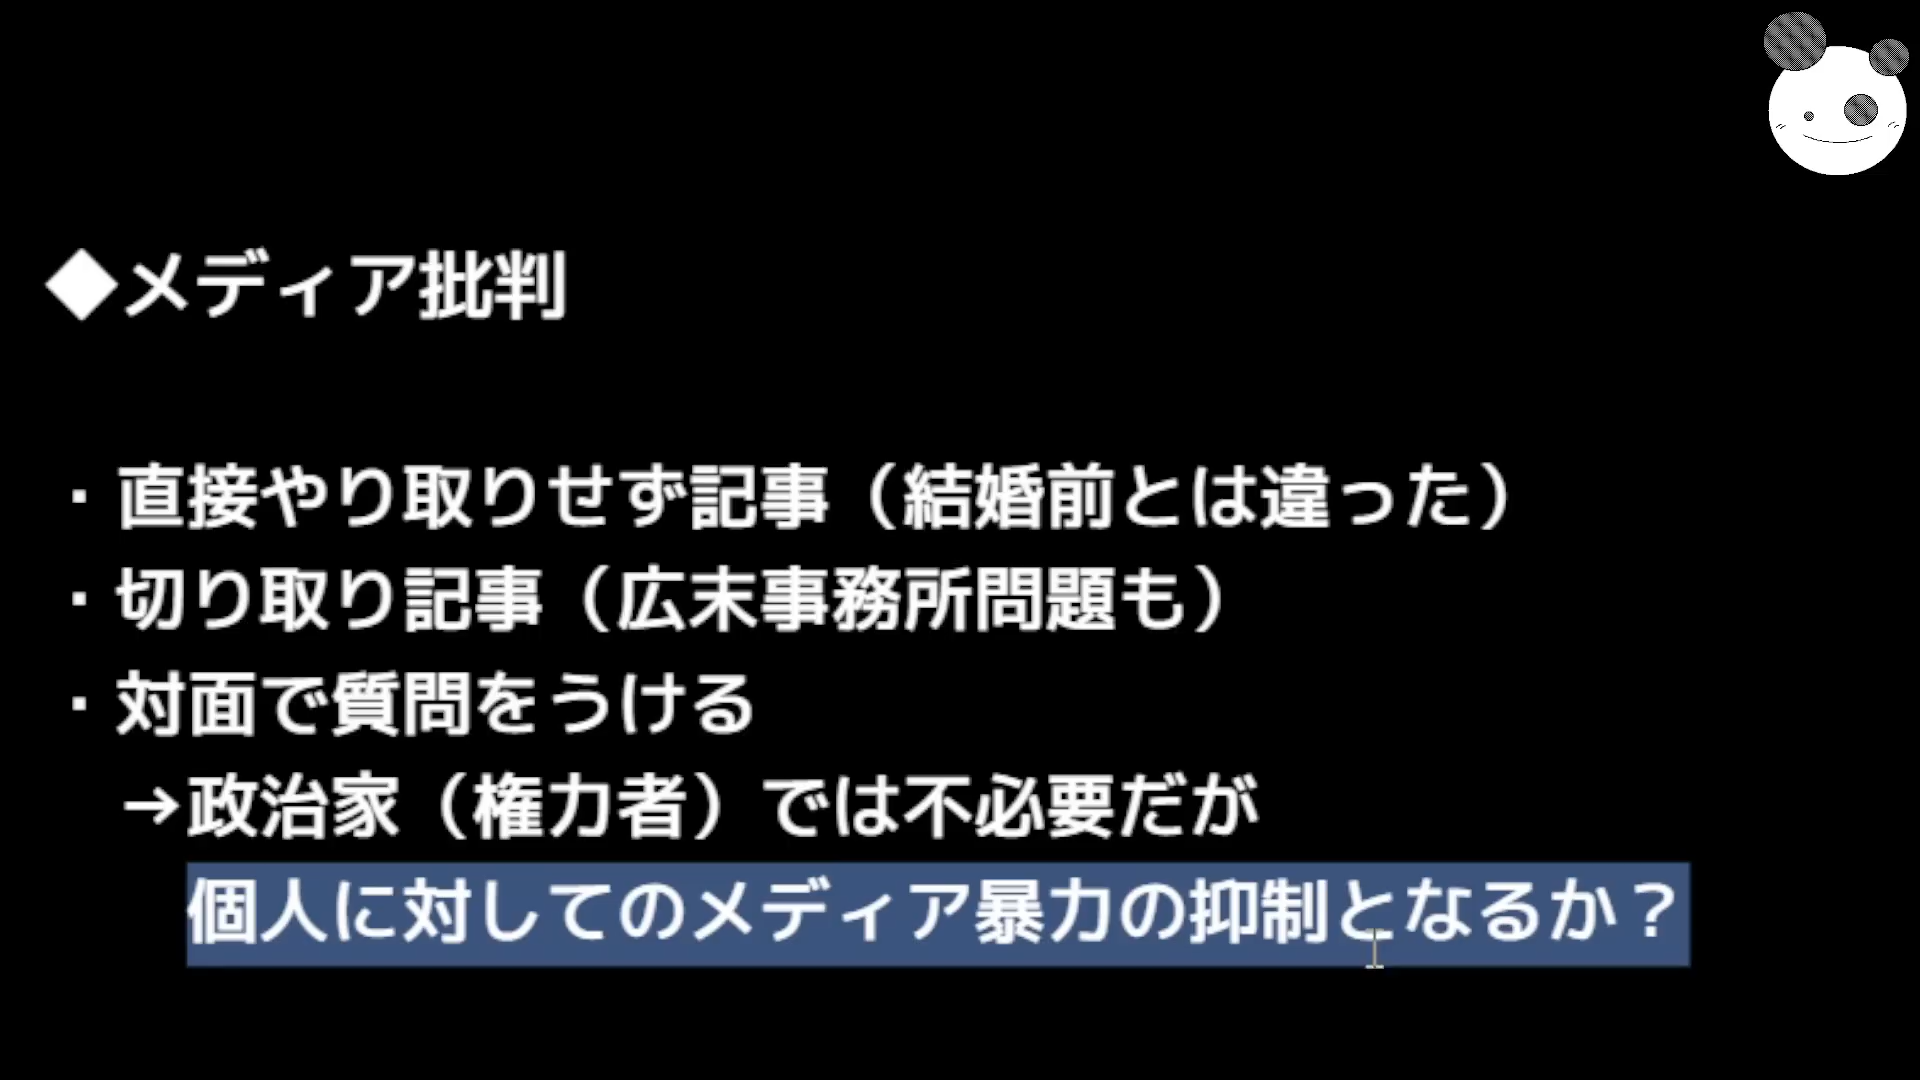 ◆メディア批判
・直接やり取りせず記事（結婚前とは違った）
・切り取り記事（広末事務所問題も）
・対面で質問をうける
→政治家（権力者）では不必要だが
個人に対してのメディア暴力の抑制となるか？